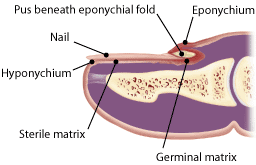 Pus beneath eponychial fold
Eponychium
Nail
Hyponychium
Sterile matrix
Germinal matrix